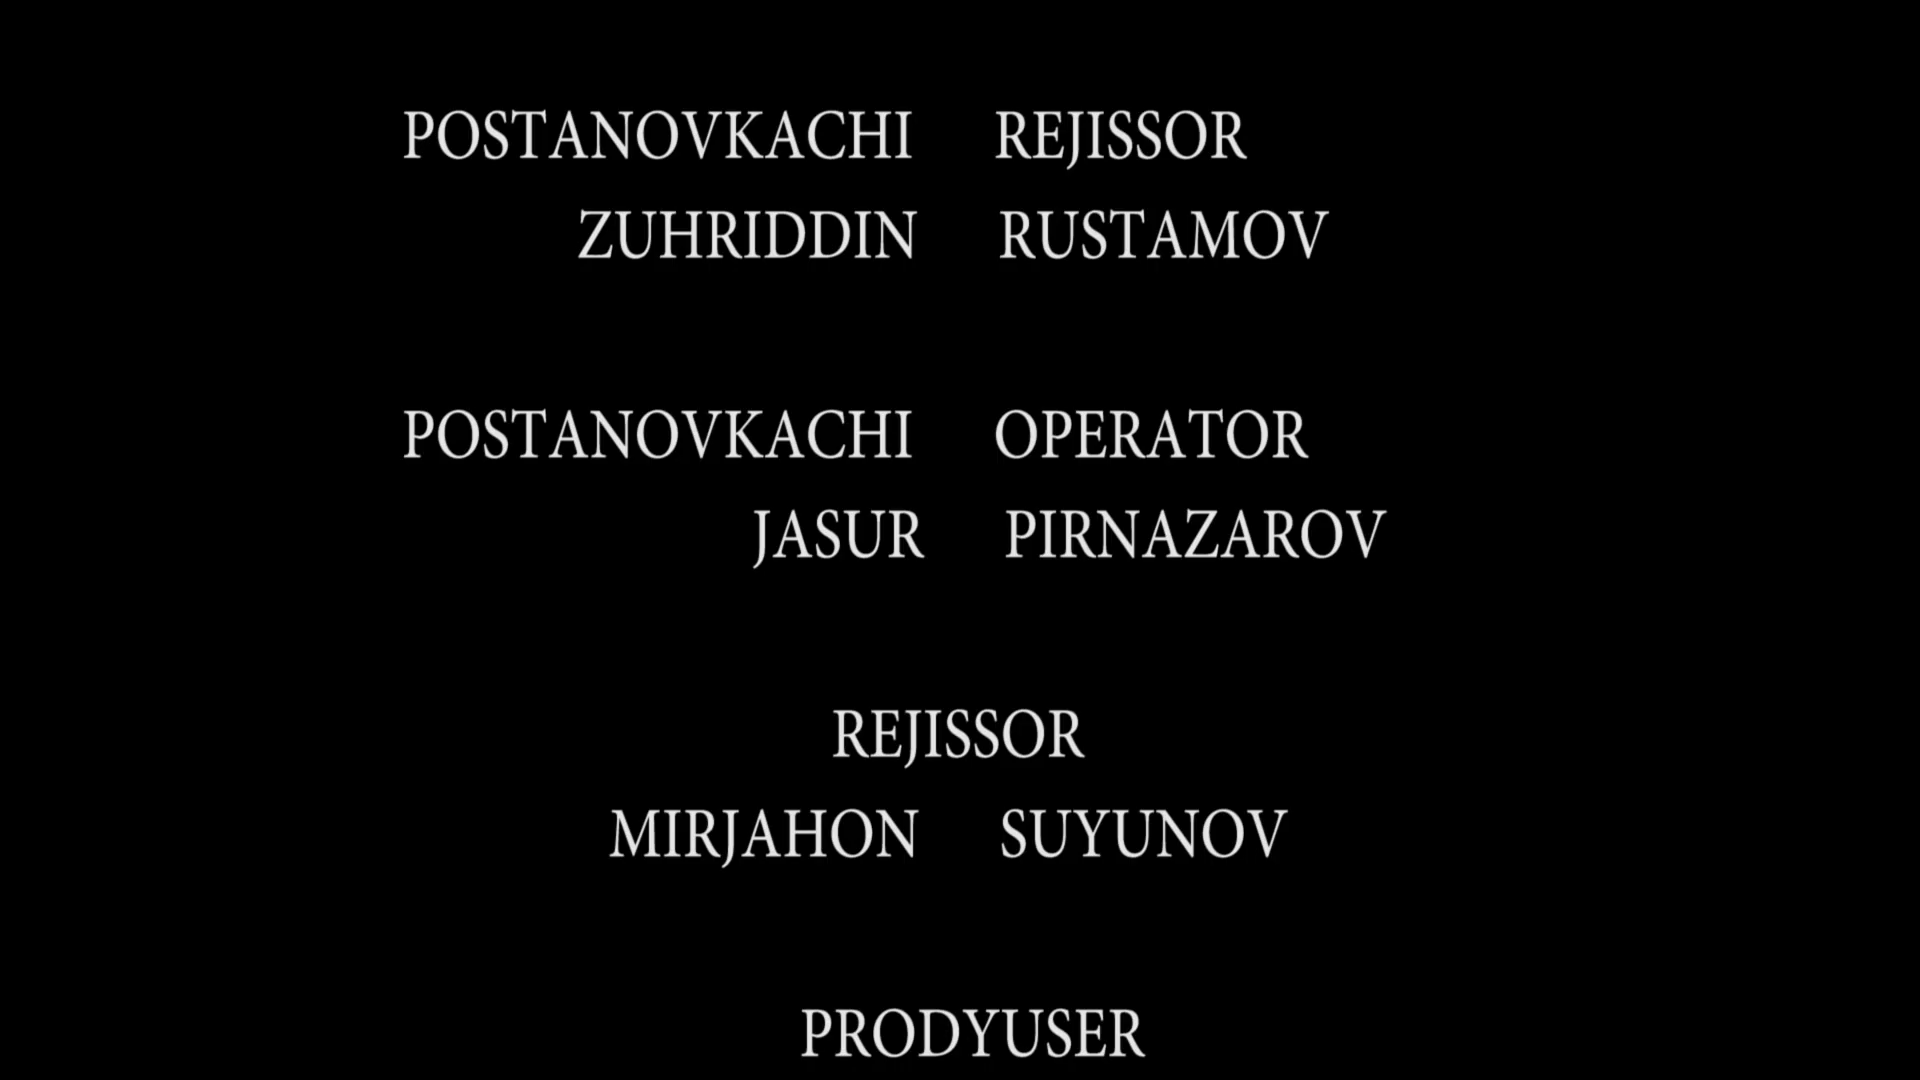 POSTANOVKACHI REJISSOR
ZUHRIDDIN RUSTAMOV
POSTANOVKACHI OPERATOR
JASUR PIRNAZAROV
REJISSOR
MIRJAHON SUYUNOV
PRODYUSER